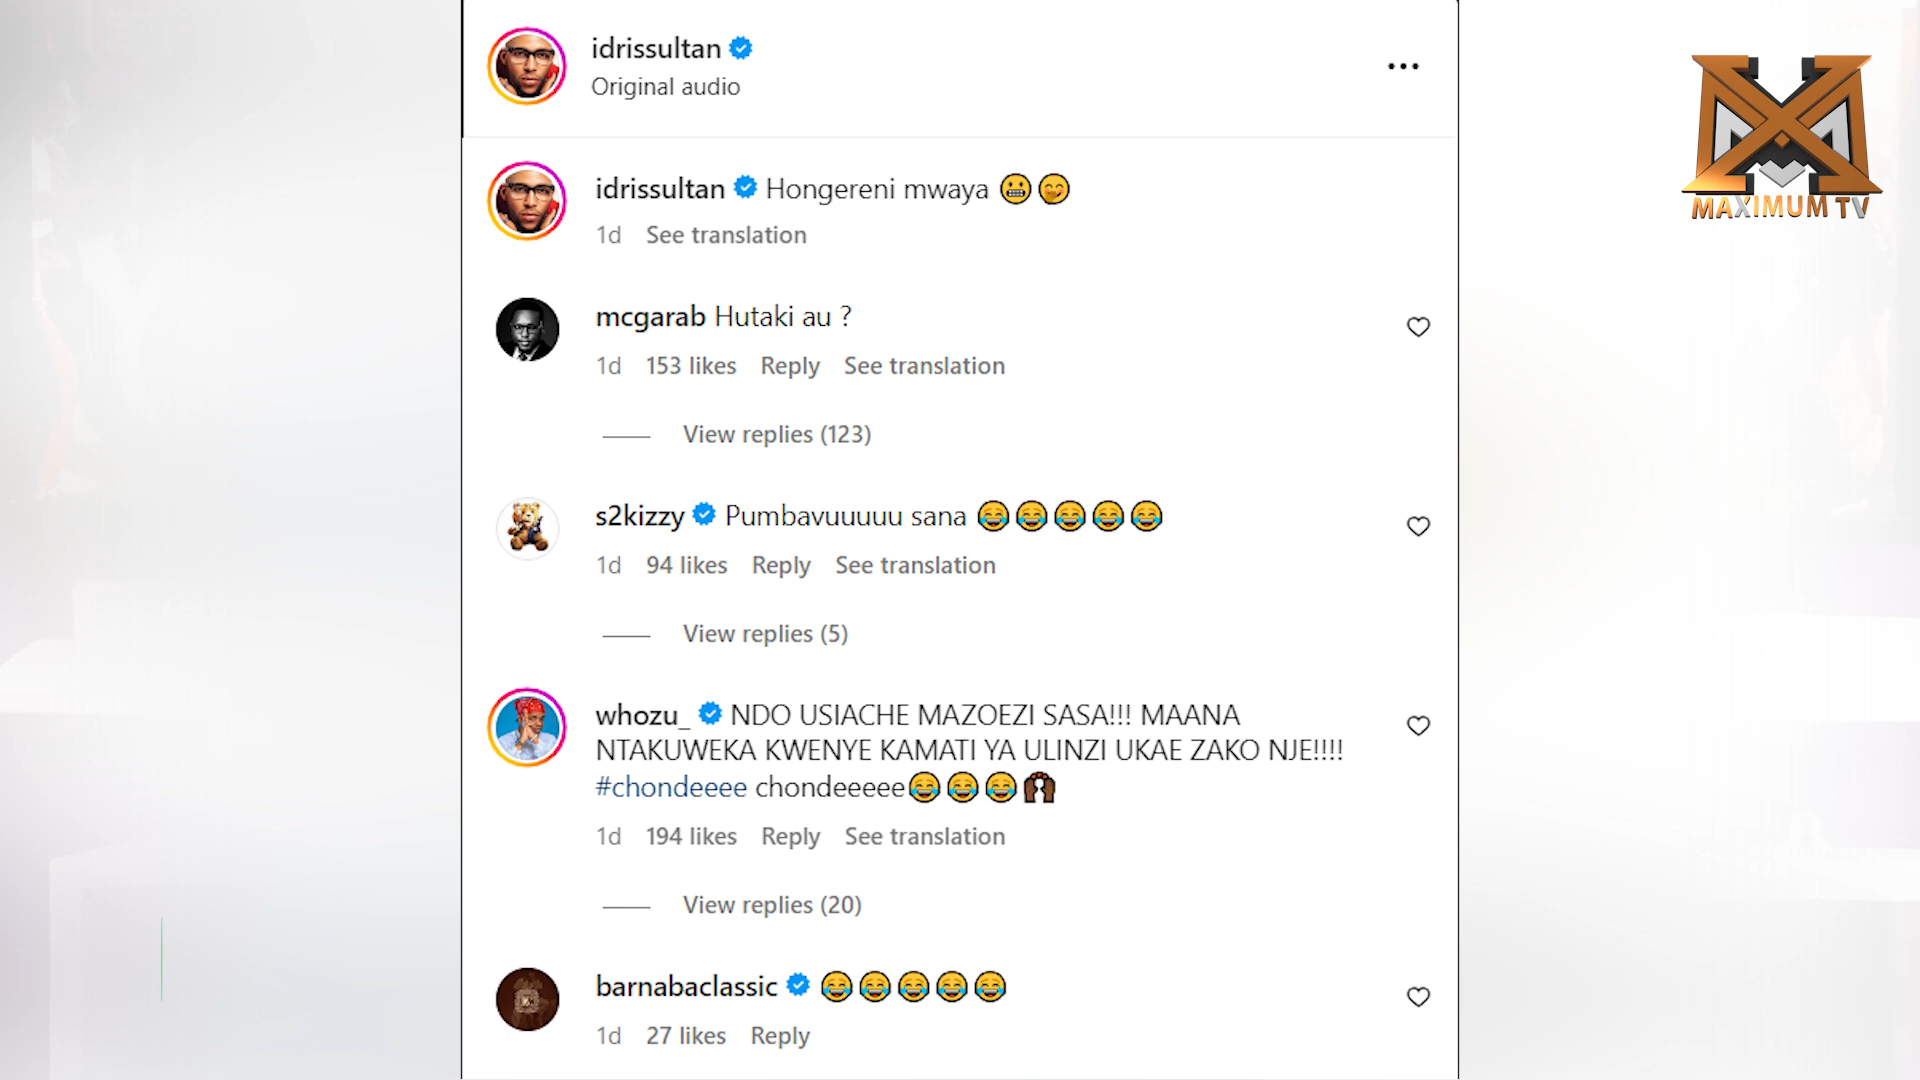 idrissultan
Original audio
MAXIMUM TV
idrissultan Hongereni mwaya 😬🤭
1d See translation
mcgarab Hutaki au ?
1d 153 likes Reply See translation
View replies (123)
s2kizzy Pumbavuuuuu sana 😂😂😂😂😂
1d 94 likes Reply See translation
View replies (5)
whozu_ NDO USIACHE MAZOEZI SASA!!! MAANA
NTAKUWEKA KWENYE KAMATI YA ULINZI UKAE ZAKO NJE!!!!
#chondeeee chondeeeee😂😂😂🙌🏿
1d 194 likes Reply See translation
View replies (20)
barnabaclassic 😂😂😂😂😂
1d 27 likes Reply